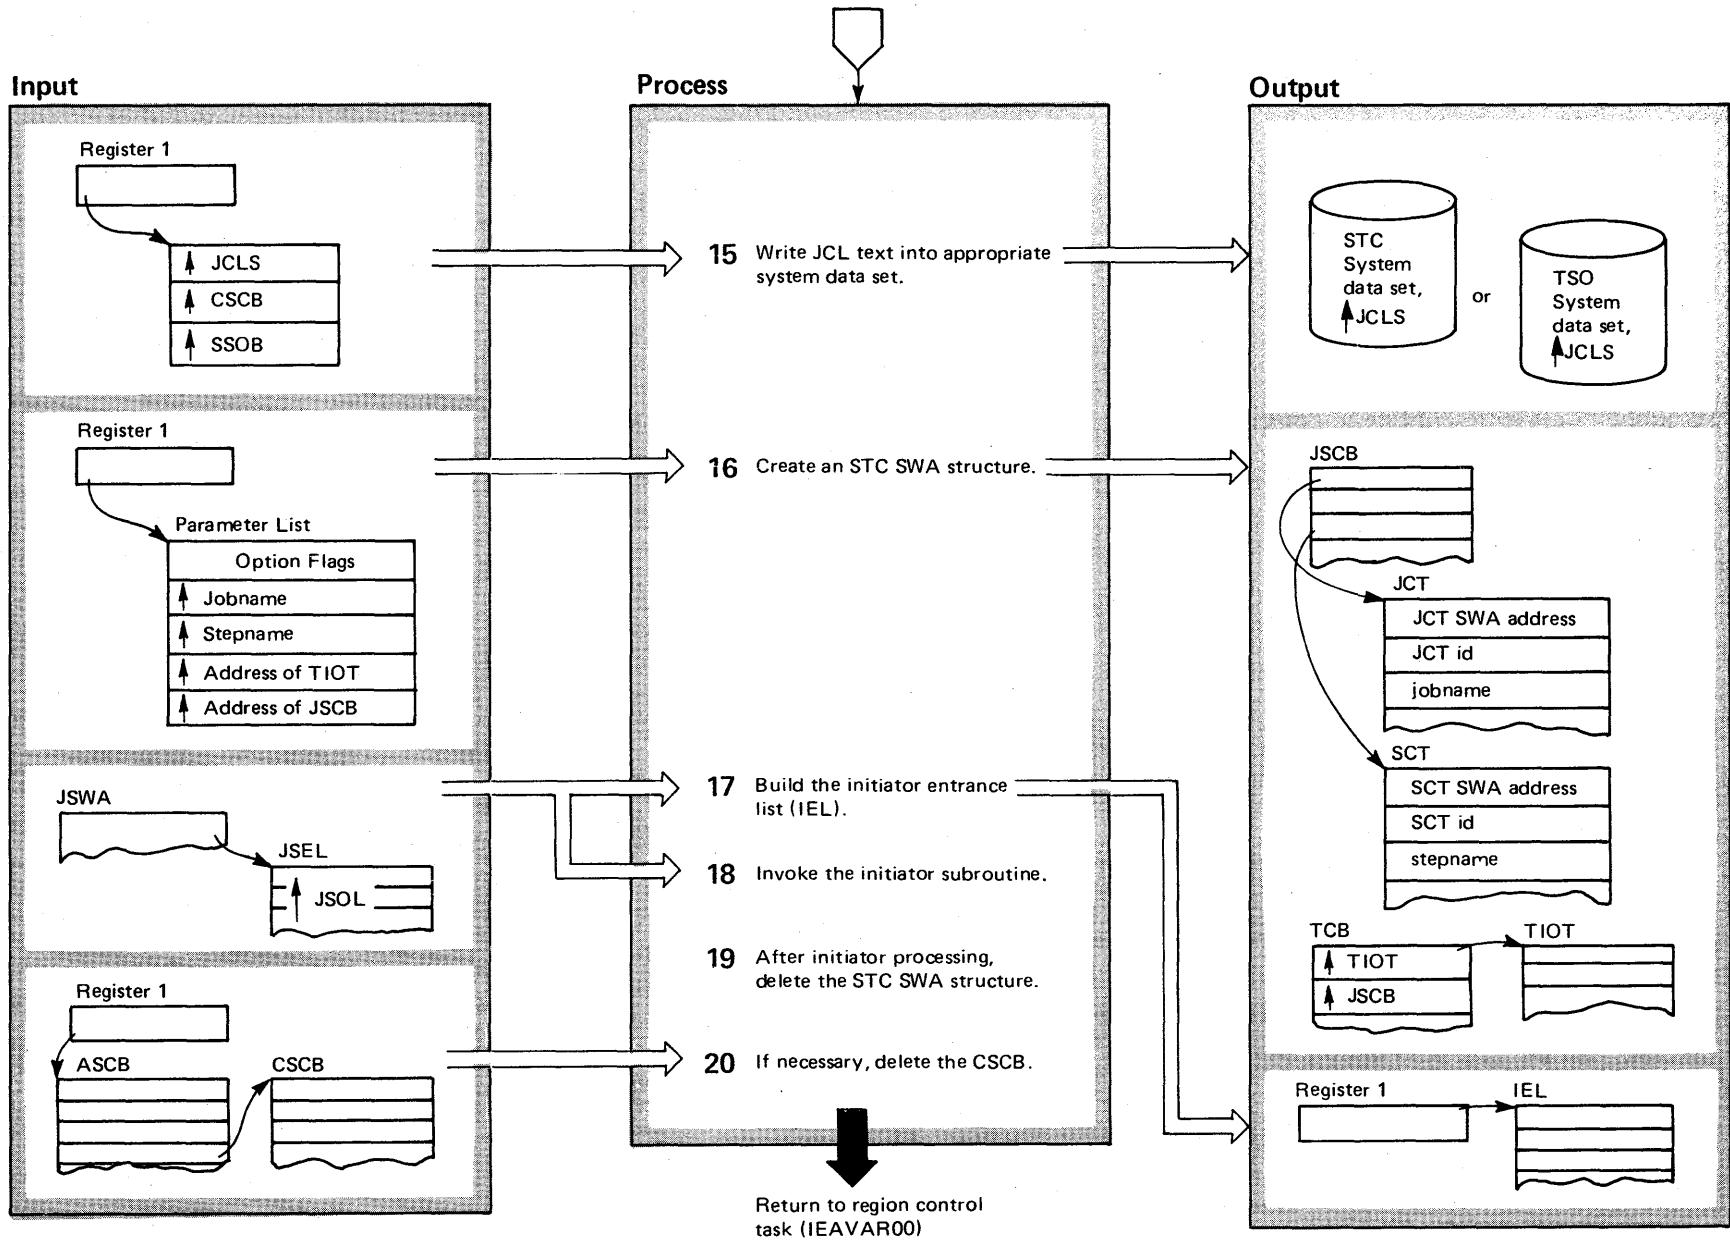 Input
Register 1
JCLS
CSCB
SSOB
Register 1
Parameter List
Option Flags
Jobname
Stepname
Address of TIOT
Address of JSCB
JSWA
JSEL
JSOL
Register 1
ASCB
CSCB
Process
15 Write JCL text into appropriate
system data set.
16 Create an STC SWA structure.
17 Build the initiator entrance
list (IEL).
18 Invoke the initiator subroutine.
19 After initiator processing,
delete the STC SWA structure.
20 If necessary, delete the CSCB.
Return to region control
task (IEAVAR00)
Output
STC
System
data set,
JCLS
or
TSO
System
data set,
JCLS
JSCB
JCT
JCT SWA address
JCT id
jobname
SCT
SCT SWA address
SCT id
stepname
TCB
TIOT
JSCB
TIOT
Register 1
IEL